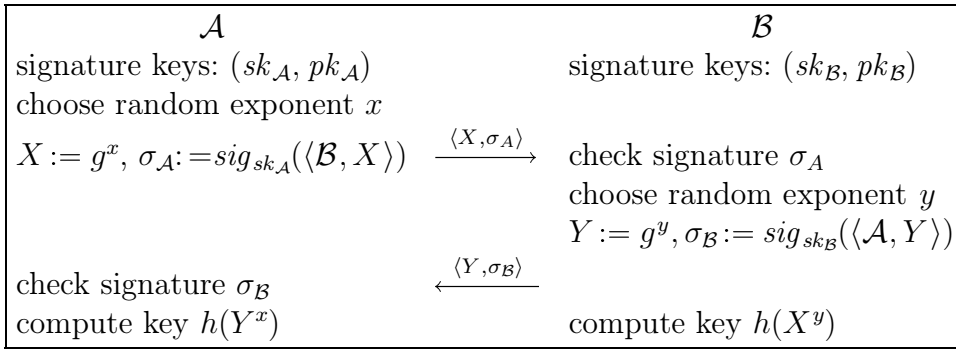 𝒜 ℬ
signature keys: (sk_𝒜, pk_𝒜) signature keys: (sk_ℬ, pk_ℬ)
choose random exponent x
X := g^x, σ_𝒜: =sig_{sk_𝒜}(⟨ℬ, X⟩) ⟨X,σ_A⟩ → check signature σ_A
choose random exponent y
Y := g^y, σ_ℬ := sig_{sk_ℬ}(⟨𝒜, Y⟩)
check signature σ_ℬ ⟨Y,σ_ℬ⟩ ←
compute key h(Y^x) compute key h(X^y)